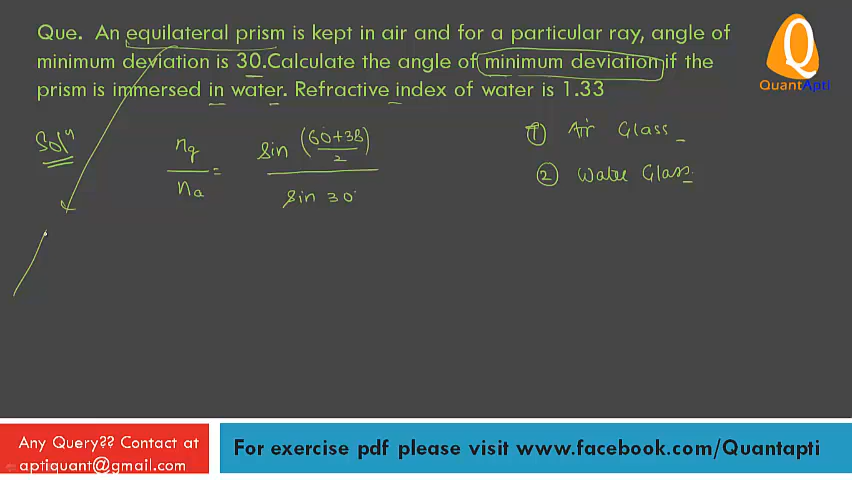 Que. An equilateral prism is kept in air and for a particular ray, angle of
minimum deviation is 30.Calculate the angle of minimum deviation if the
prism is immersed in water. Refractive index of water is 1.33
QuantApti
Solⁿ
① Air Glass
② Water Glass
n_g / n_a = sin (60+38 / 2) / sin 30°
Any Query?? Contact at
aptiquant@gmail.com
For exercise pdf please visit www.facebook.com/Quantapti